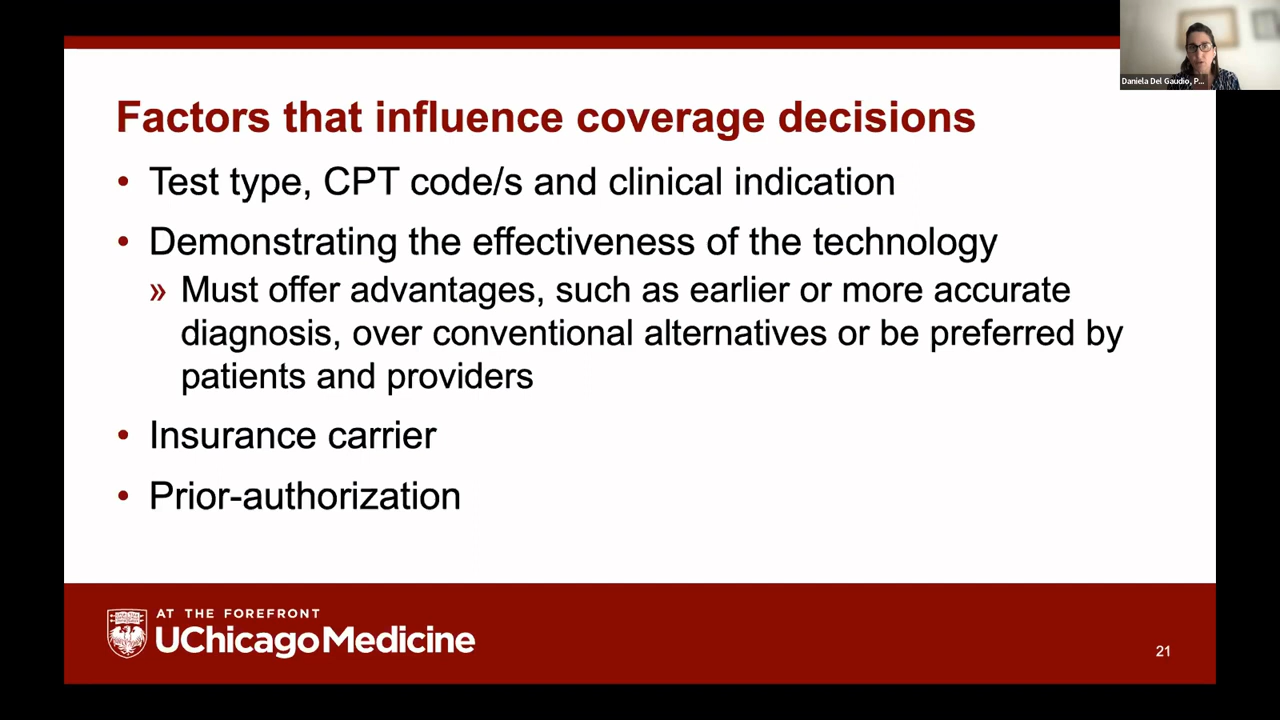 Daniela Del Gaudio, P...
Factors that influence coverage decisions
• Test type, CPT code/s and clinical indication
• Demonstrating the effectiveness of the technology
» Must offer advantages, such as earlier or more accurate
diagnosis, over conventional alternatives or be preferred by
patients and providers
• Insurance carrier
• Prior-authorization
AT THE FOREFRONT
UChicagoMedicine
21